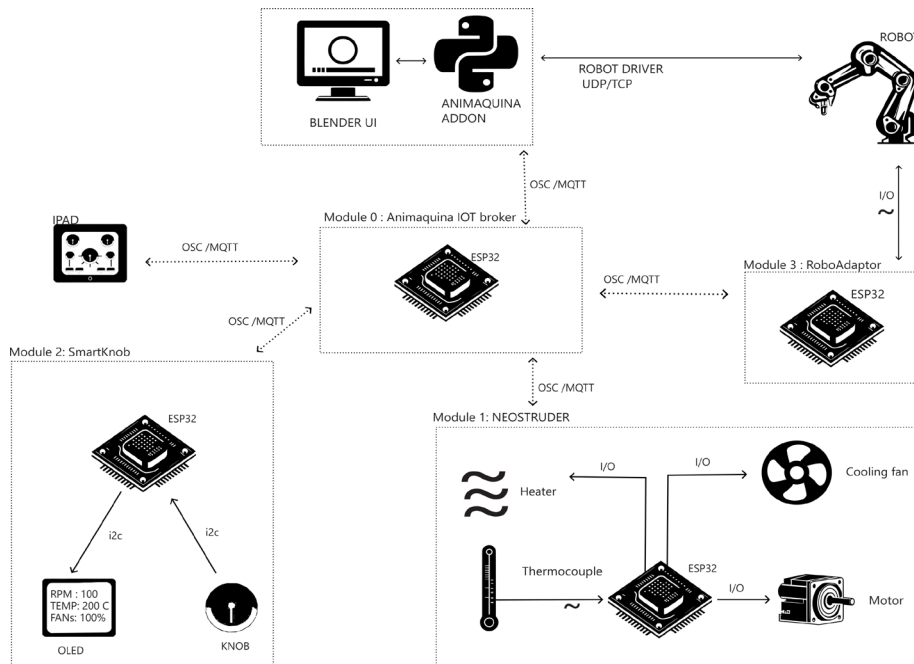 ROBOT
BLENDER UI
ANIMAQUINA
ADDON
ROBOT DRIVER
UDP/TCP
OSC /MQTT
I/O
~
IPAD
Module 0 : Animaquina IOT broker
ESP32
OSC /MQTT
OSC /MQTT
Module 3 : RoboAdaptor
ESP32
OSC /MQTT
Module 2: SmartKnob
OSC /MQTT
ESP32
i2c
i2c
RPM : 100
TEMP: 200 C
FANs: 100%
OLED
KNOB
Module 1: NEOSTRUDER
I/O
I/O
Heater
Cooling fan
Thermocouple
~
ESP32
I/O
Motor